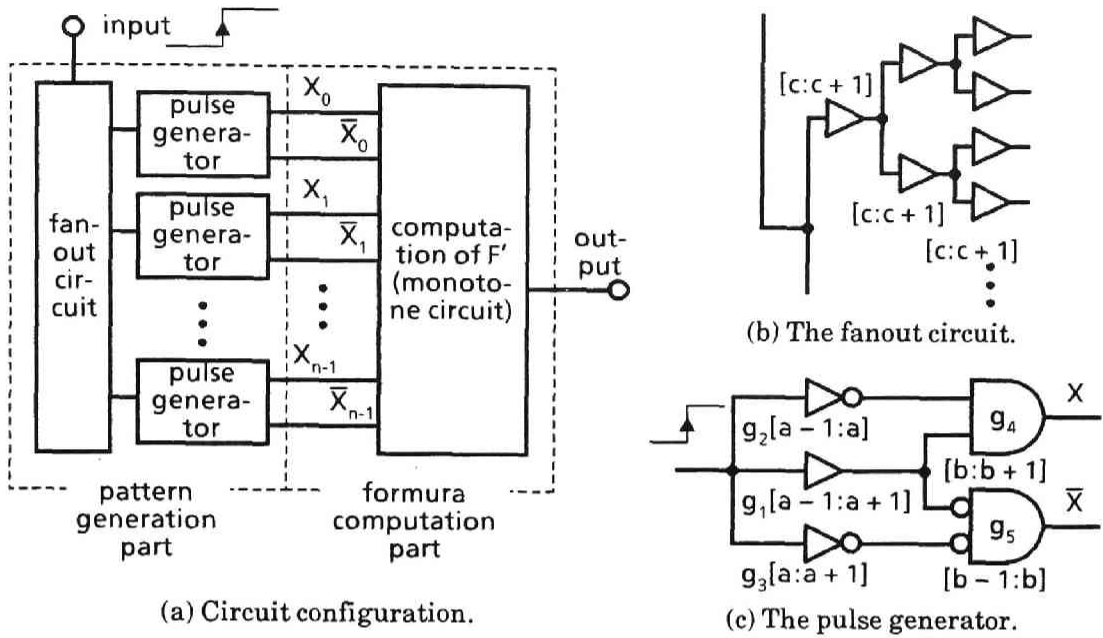 input
fan-
out
cir-
cuit
pulse
genera-
tor
pulse
genera-
tor
pulse
genera-
tor
X₀
X̅₀
X₁
X̅₁
Xₙ₋₁
X̅ₙ₋₁
computa-
tion of F′
(monoto-
ne circuit)
out-
put
pattern
generation
part
formura
computation
part
(a) Circuit configuration.
[c:c + 1]
[c:c + 1]
[c:c + 1]
(b) The fanout circuit.
g₂[a − 1:a]
g₁[a − 1:a + 1]
g₃[a:a + 1]
g₄
X
[b:b + 1]
g₅
X̅
[b − 1:b]
(c) The pulse generator.